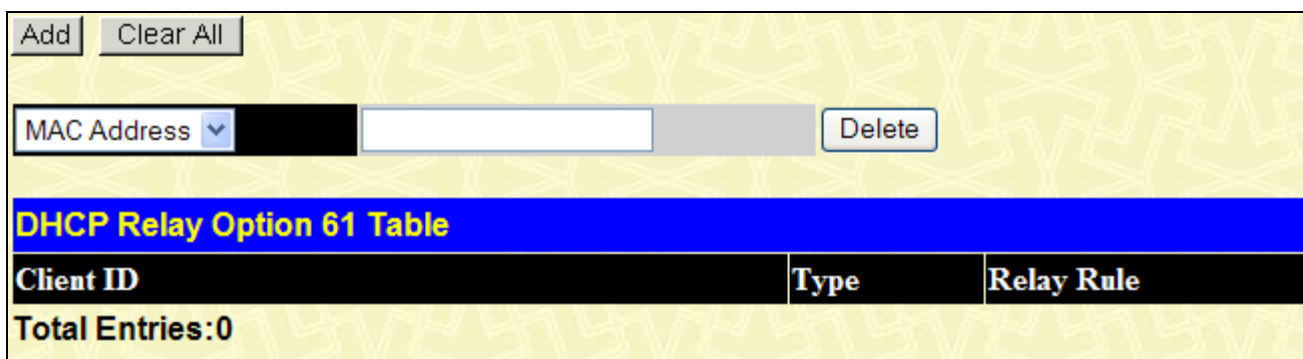 Add Clear All
MAC Address Delete
DHCP Relay Option 61 Table
Client ID Type Relay Rule
Total Entries:0